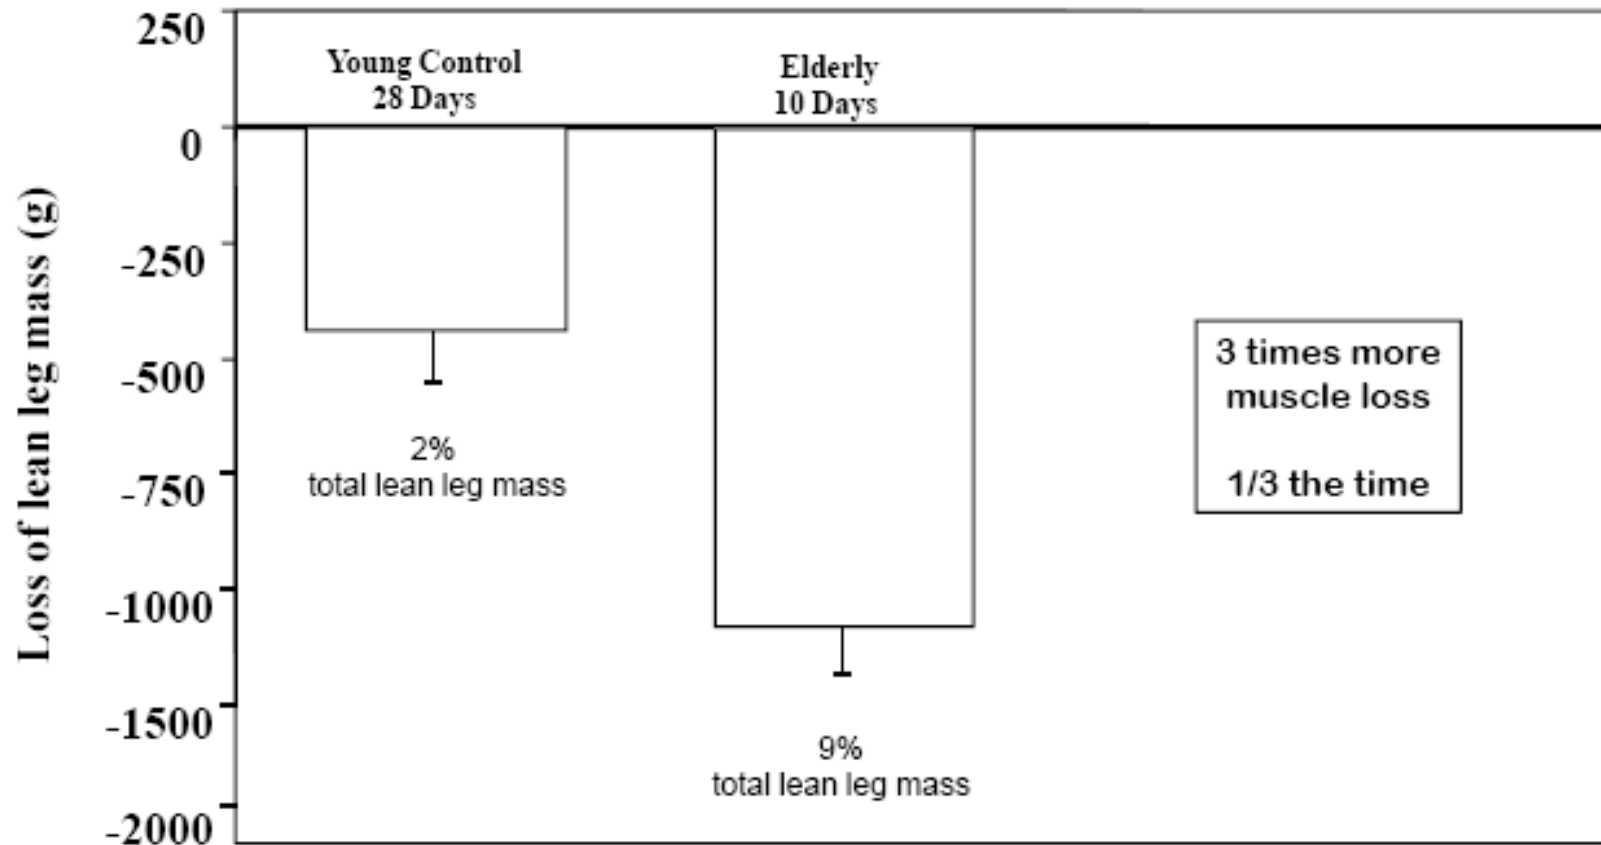 250
Young Control
28 Days
Elderly
10 Days
0
-250
-500
-750
-1000
-1500
-2000
Loss of lean leg mass (g)
2%
total lean leg mass
9%
total lean leg mass
3 times more
muscle loss
1/3 the time